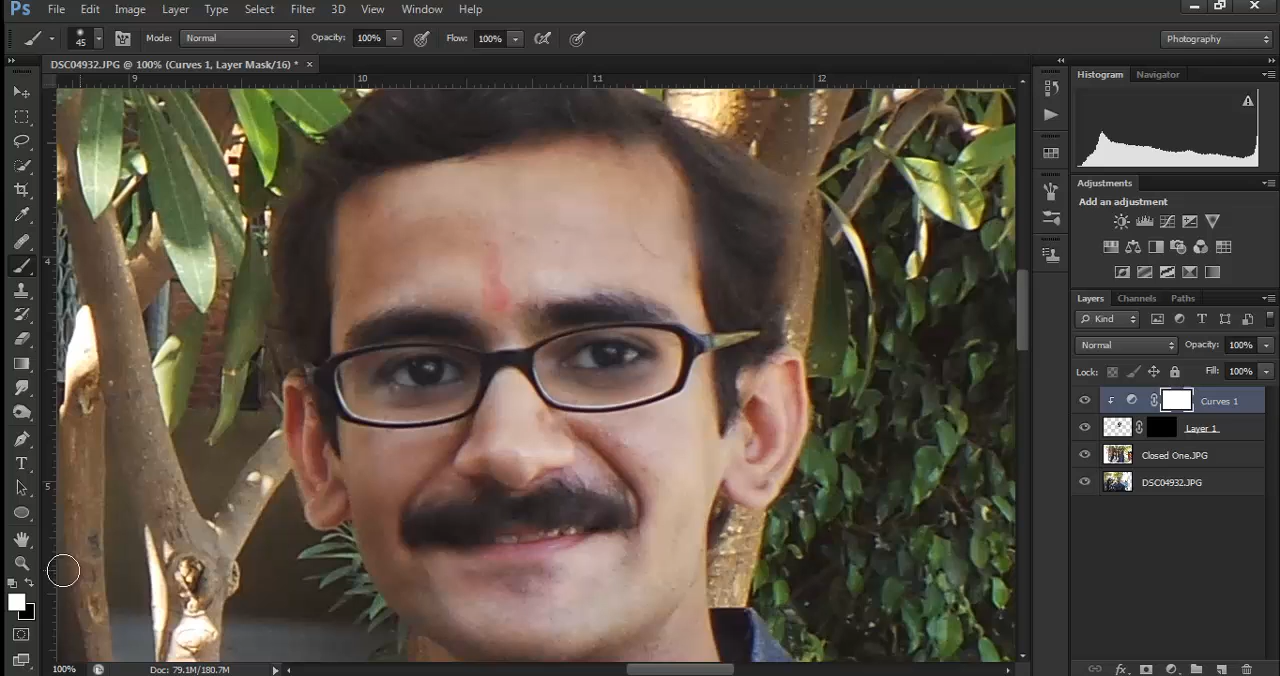 Ps File Edit Image Layer Type Select Filter 3D View Window Help
45 Mode: Normal Opacity: 100% Flow: 100% Photography
DSC04932.JPG @ 100% (Curves 1, Layer Mask/16) * ×
9 10 11 12
4
5
Histogram Navigator
Adjustments
Add an adjustment
Layers Channels Paths
Kind T
Normal Opacity: 100%
Lock: Fill: 100%
Curves 1
Layer 1
Closed One.JPG
DSC04932.JPG
100% Doc: 79.1M/180.7M
fx